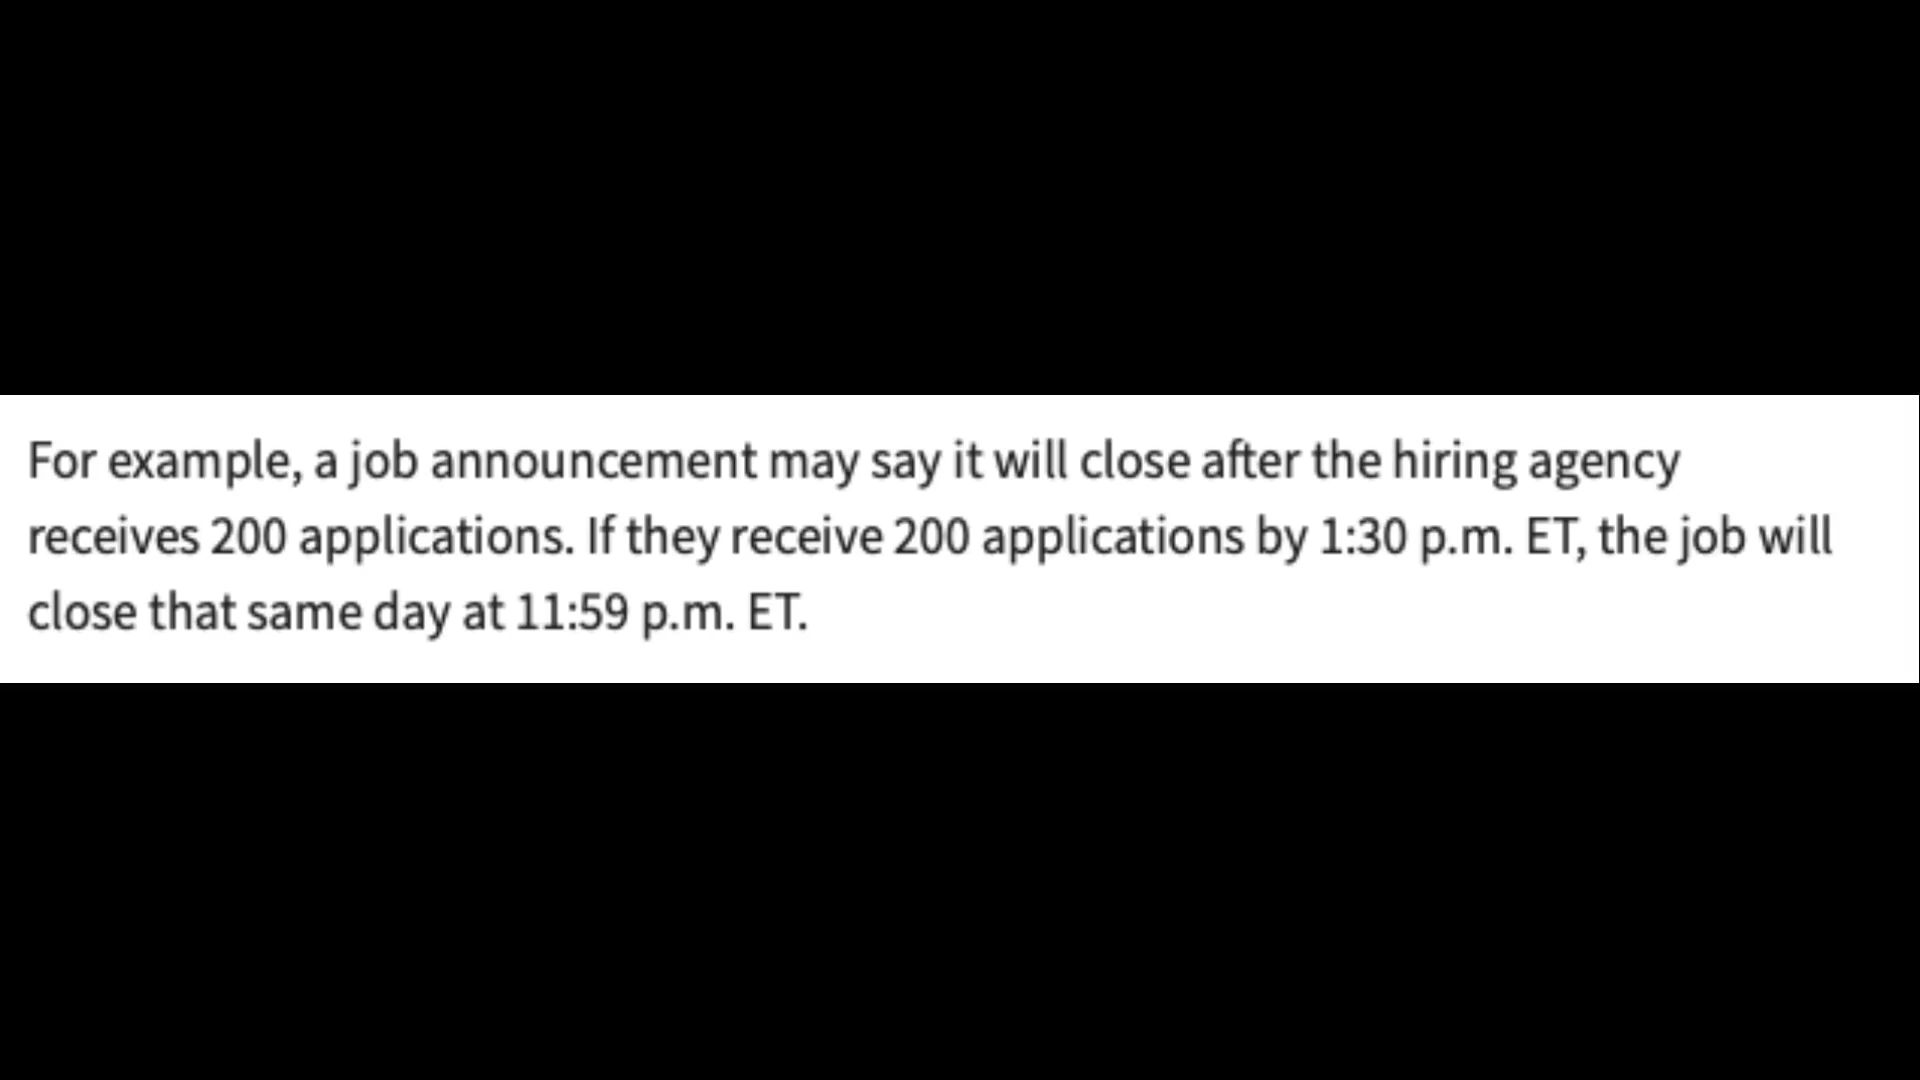 For example, a job announcement may say it will close after the hiring agency
receives 200 applications. If they receive 200 applications by 1:30 p.m. ET, the job will
close that same day at 11:59 p.m. ET.